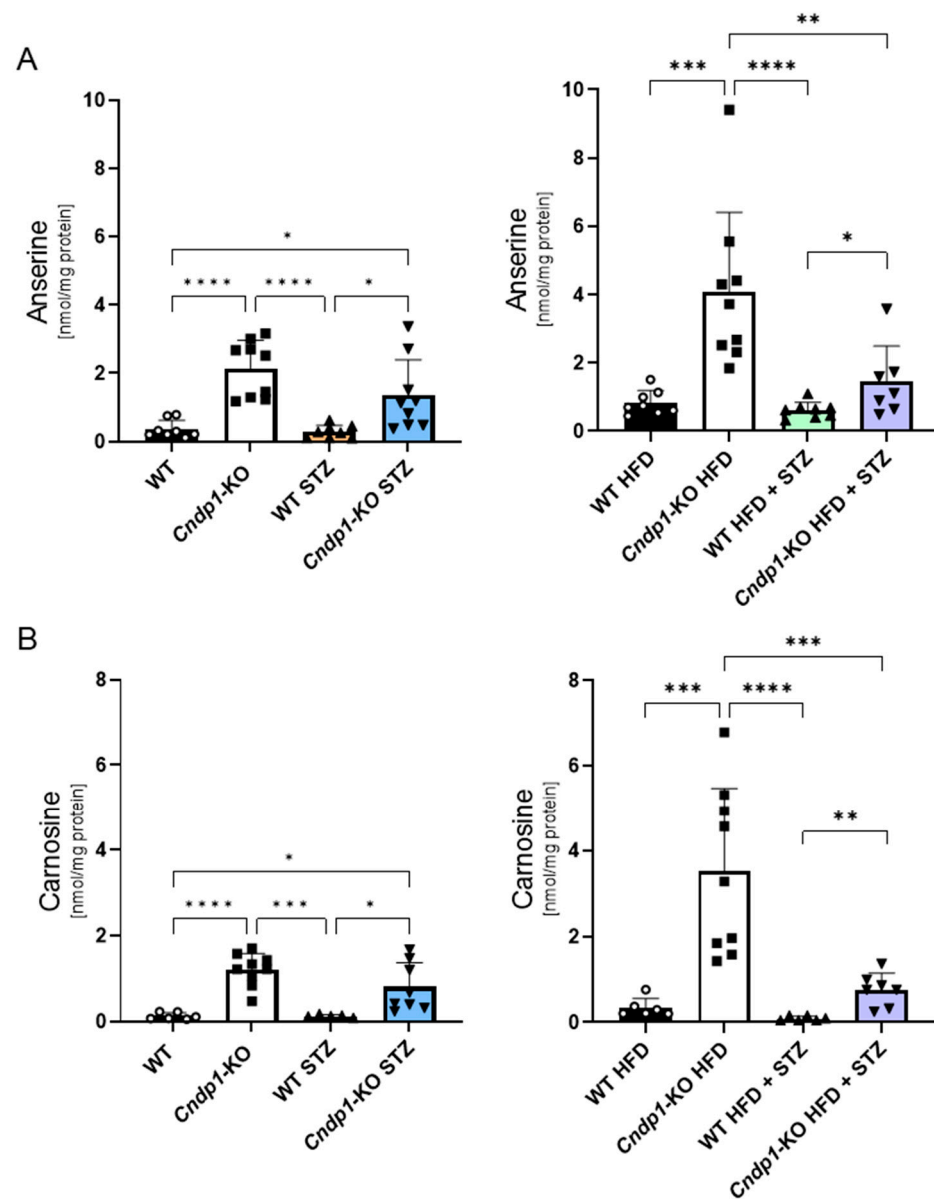 A
**
***
****
*
*
****
****
*
Anserine
[nmol/mg protein]
10
8
6
4
2
0
WT
Cndp1-KO
WT STZ
Cndp1-KO STZ
Anserine
[nmol/mg protein]
10
8
6
4
2
0
WT HFD
Cndp1-KO HFD
WT HFD + STZ
Cndp1-KO HFD + STZ
B
***
***
****
**
*
****
***
*
Carnosine
[nmol/mg protein]
8
6
4
2
0
WT
Cndp1-KO
WT STZ
Cndp1-KO STZ
Carnosine
[nmol/mg protein]
8
6
4
2
0
WT HFD
Cndp1-KO HFD
WT HFD + STZ
Cndp1-KO HFD + STZ